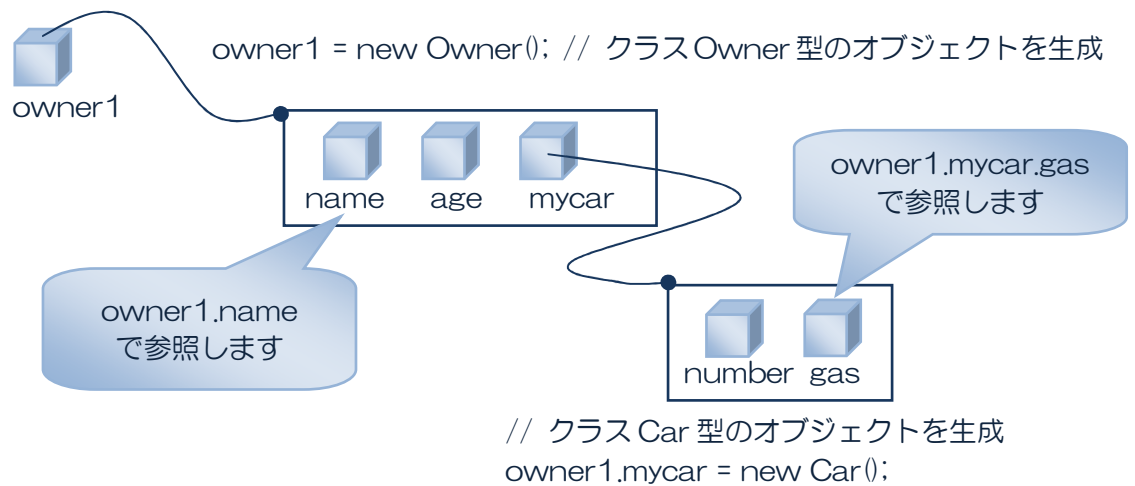 owner1 = new Owner(); // クラスOwner 型のオブジェクトを生成
owner1
name age mycar
owner1.mycar.gas
で参照します
owner1.name
で参照します
number gas
// クラス Car 型のオブジェクトを生成
owner1.mycar = new Car();